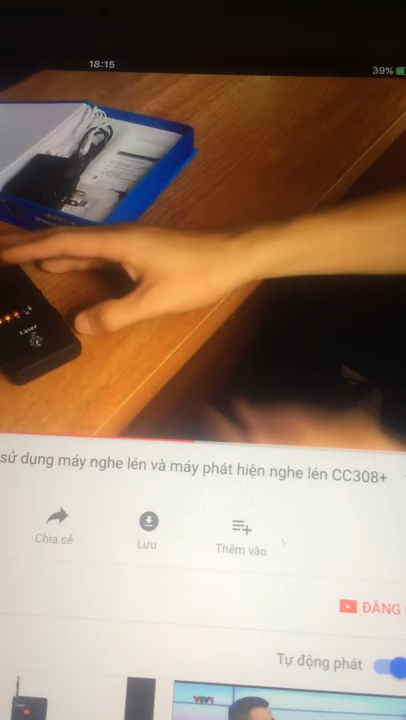 18:15
39%
Laser
sử dụng máy nghe lén và máy phát hiện nghe lén CC308+
Chia sẻ
Lưu
Thêm vào
ĐĂNG
Tự động phát
VTV1